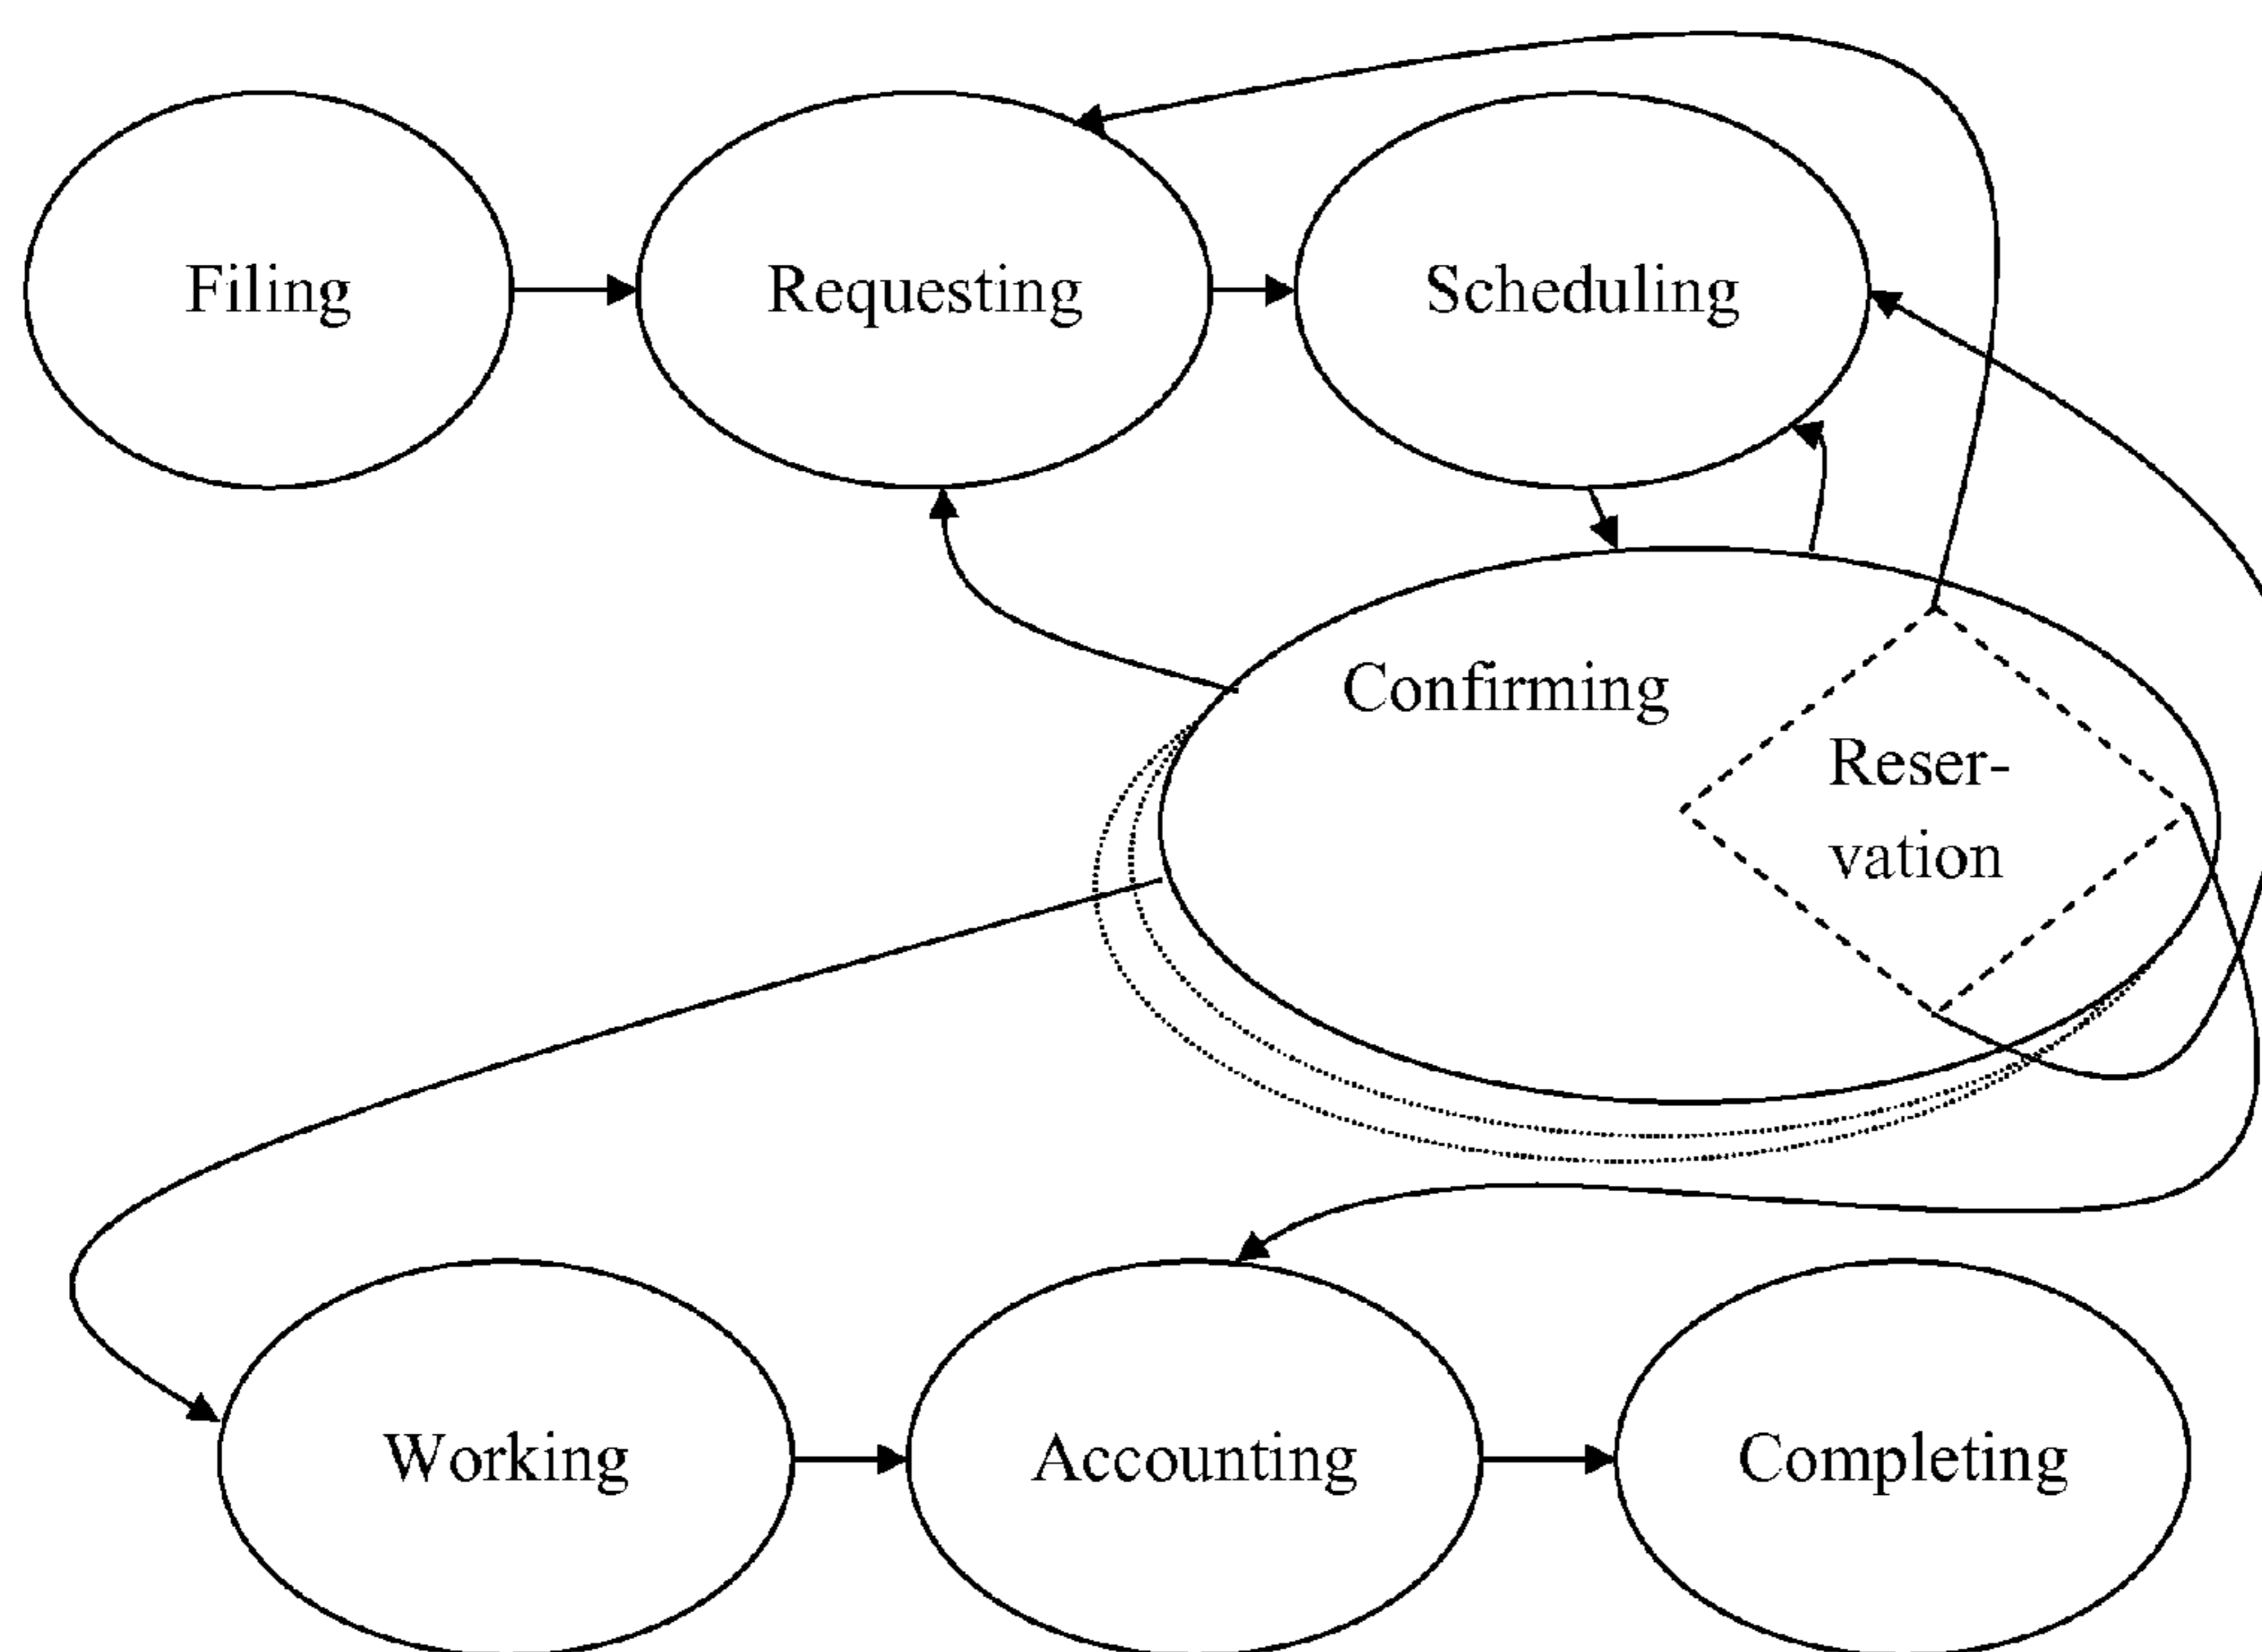 Filing
Requesting
Scheduling
Confirming
Reser-
vation
Working
Accounting
Completing